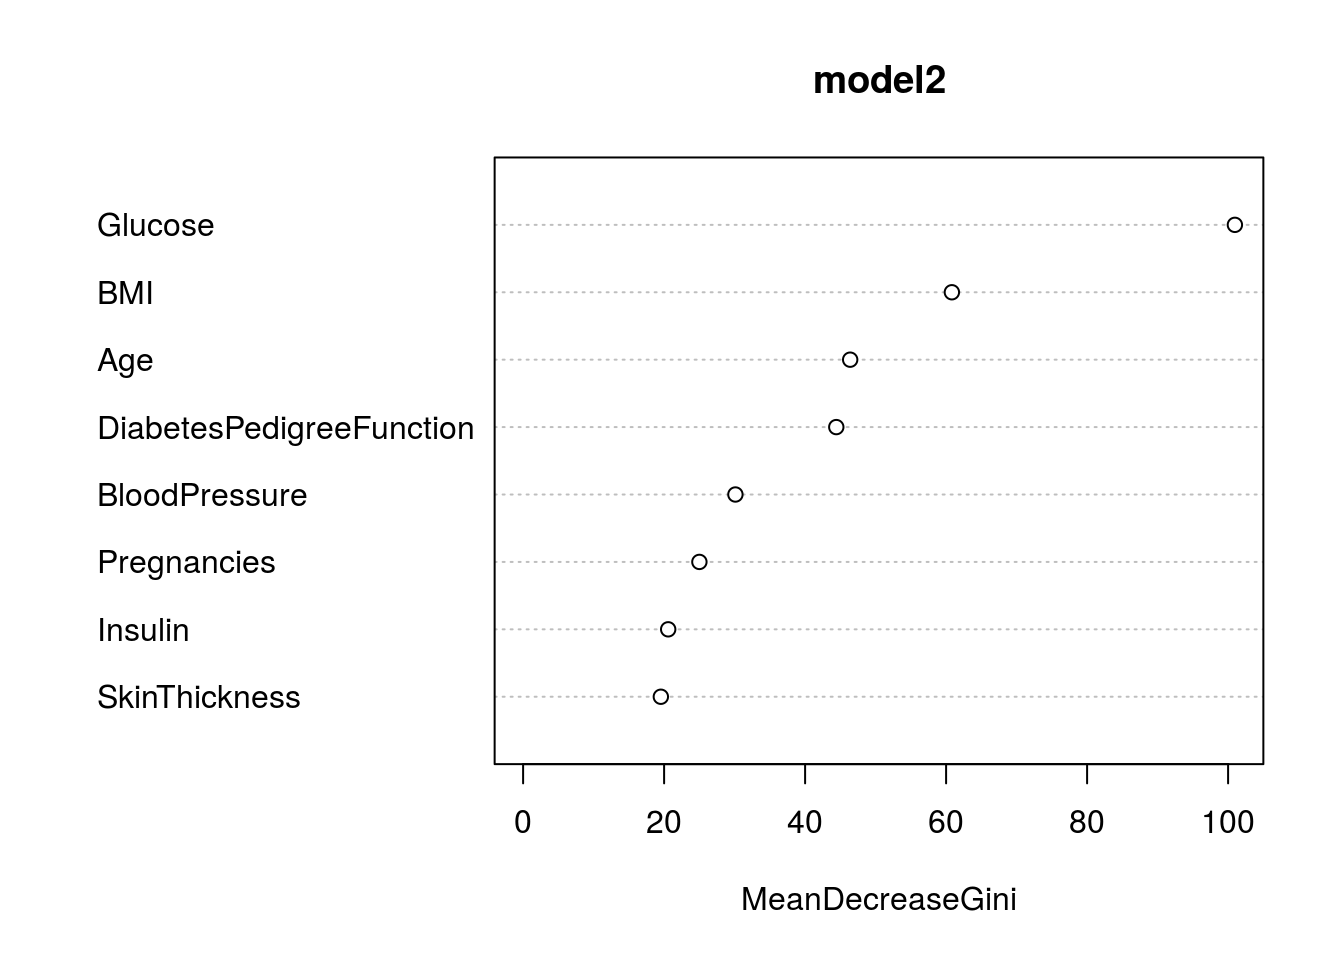 model2
Glucose
BMI
Age
DiabetesPedigreeFunction
BloodPressure
Pregnancies
Insulin
SkinThickness
0 20 40 60 80 100
MeanDecreaseGini